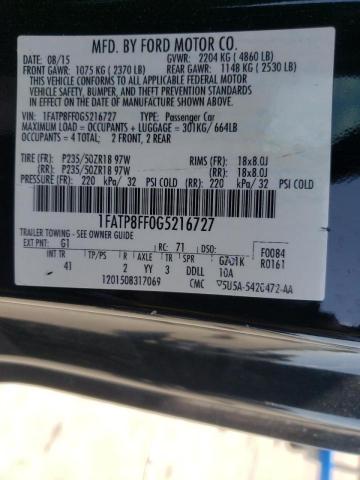 MFD. BY FORD MOTOR CO.
08/15 GVWR: 2204 KG ( 4860 LB)
FRONT GAWR: 1075 KG ( 2370 LB) REAR GAWR: 1148 KG ( 2530 LB)
THIS VEHICLE CONFORMS TO ALL APPLICABLE FEDERAL MOTOR
VEHICLE SAFETY, BUMPER, AND THEFT PREVENTION STANDARDS IN
EFFECT ON THE DATE OF MANUFACTURE SHOWN ABOVE.
VIN: 1FATP8FF0G5216727 TYPE: Passenger Car
MAXIMUM LOAD= OCCUPANTS + LUGGAGE = 301KG/ 664LB
OCCUPANTS = 4 TOTAL; 2 FRONT, 2 REAR
TIRE (FR): P235/50ZR18 97W RIMS (FR): 18x8.0J
(RR): P235/50ZR18 97W (RR): 18x8.0J
PRESSURE (FR): 220 kPa/ 32 PSI COLD (RR): 220 kPa/ 32 PSI COLD
1FATP8FF0G5216727
TRAILER TOWING - SEE OWNER GUIDE
EXT PNT: G1 RC: 71 DSO: F0084
INT TR TP/PS R AXLE TR SPR R0161
41 2 YY 3 DDLL 10A
1201508317069 CMC